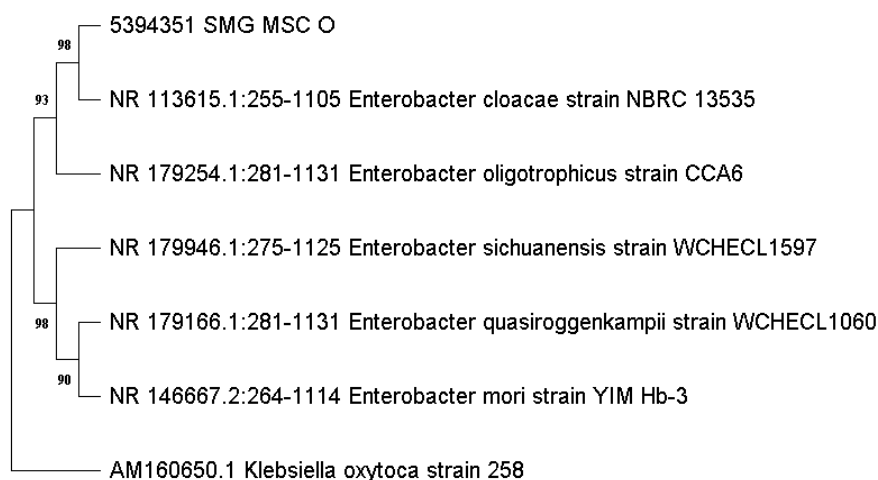 5394351 SMG MSC O
98
93
NR 113615.1:255-1105 Enterobacter cloacae strain NBRC 13535
NR 179254.1:281-1131 Enterobacter oligotrophicus strain CCA6
NR 179946.1:275-1125 Enterobacter sichuanensis strain WCHECL1597
98
NR 179166.1:281-1131 Enterobacter quasiroggenkampii strain WCHECL1060
90
NR 146667.2:264-1114 Enterobacter mori strain YIM Hb-3
AM160650.1 Klebsiella oxytoca strain 258